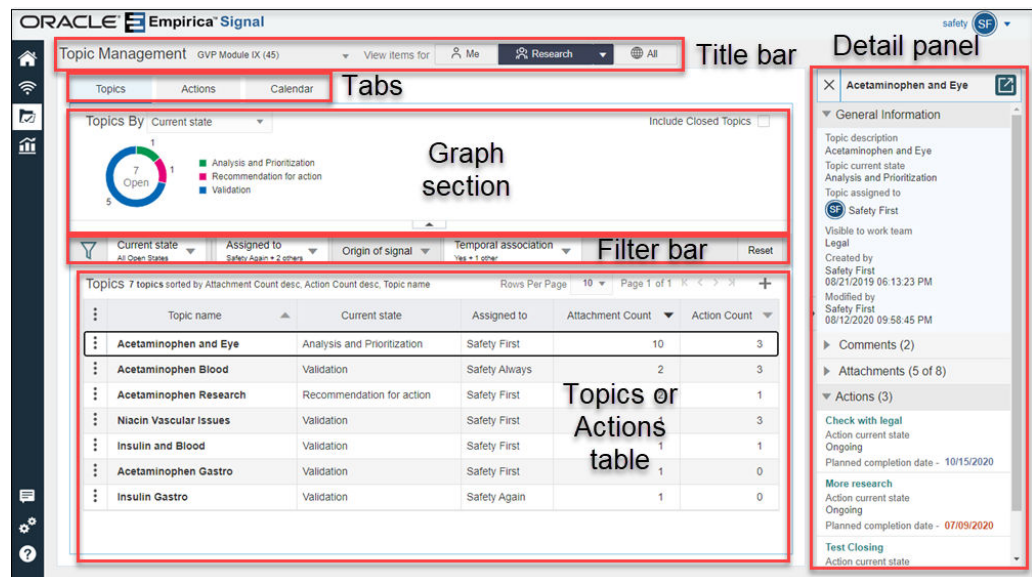 ORACLE® Empirica® Signal
safety SF
Topic Management GVP Module IX (45) View items for Me Research All
Title bar
Detail panel
Topics Actions Calendar
Tabs
Topics By Current state
Include Closed Topics
1
7
Open
1
5
Analysis and Prioritization
Recommendation for action
Validation
Graph
section
Current state
All Open States
Assigned to
Safety Again + 2 others
Origin of signal
Temporal association
Yes + 1 other
Filter bar
Reset
Topics 7 topics sorted by Attachment Count desc, Action Count desc, Topic name
Rows Per Page 10 Page 1 of 1
Topic name Current state Assigned to Attachment Count Action Count
Acetaminophen and Eye Analysis and Prioritization Safety First 10 3
Acetaminophen Blood Validation Safety Always 2 3
Acetaminophen Research Recommendation for action Safety First 1
Niacin Vascular Issues Validation Safety First 3
Insulin and Blood Validation Safety First 1 1
Acetaminophen Gastro Validation Safety First 1 0
Insulin Gastro Validation Safety Again 1 0
Topics or
Actions
table
Acetaminophen and Eye
General Information
Topic description
Acetaminophen and Eye
Topic current state
Analysis and Prioritization
Topic assigned to
SF Safety First
Visible to work team
Legal
Created by
Safety First
08/21/2019 06:13:23 PM
Modified by
Safety First
08/12/2020 09:58:45 PM
Comments (2)
Attachments (5 of 8)
Actions (3)
Check with legal
Action current state
Ongoing
Planned completion date - 10/15/2020
More research
Action current state
Ongoing
Planned completion date - 07/09/2020
Test Closing
Action current state